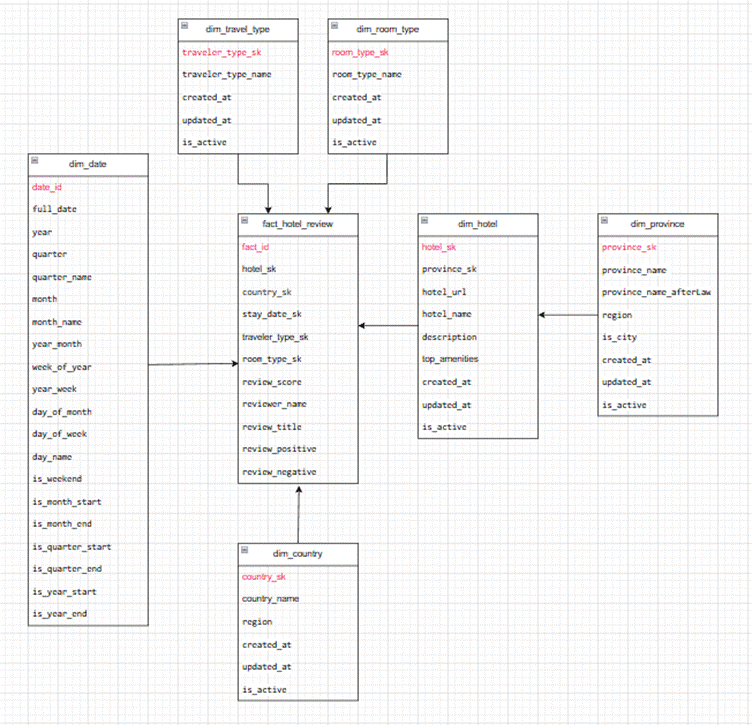 dim_travel_type
traveler_type_sk
traveler_type_name
created_at
updated_at
is_active
dim_room_type
room_type_sk
room_type_name
created_at
updated_at
is_active
dim_date
date_id
full_date
year
quarter
quarter_name
month
month_name
year_month
week_of_year
year_week
day_of_month
day_of_week
day_name
is_weekend
is_month_start
is_month_end
is_quarter_start
is_quarter_end
is_year_start
is_year_end
fact_hotel_review
fact_id
hotel_sk
country_sk
stay_date_sk
traveler_type_sk
room_type_sk
review_score
reviewer_name
review_title
review_positive
review_negative
dim_hotel
hotel_sk
province_sk
hotel_url
hotel_name
description
top_amenities
created_at
updated_at
is_active
dim_province
province_sk
province_name
province_name_afterLaw
region
is_city
created_at
updated_at
is_active
dim_country
country_sk
country_name
region
created_at
updated_at
is_active